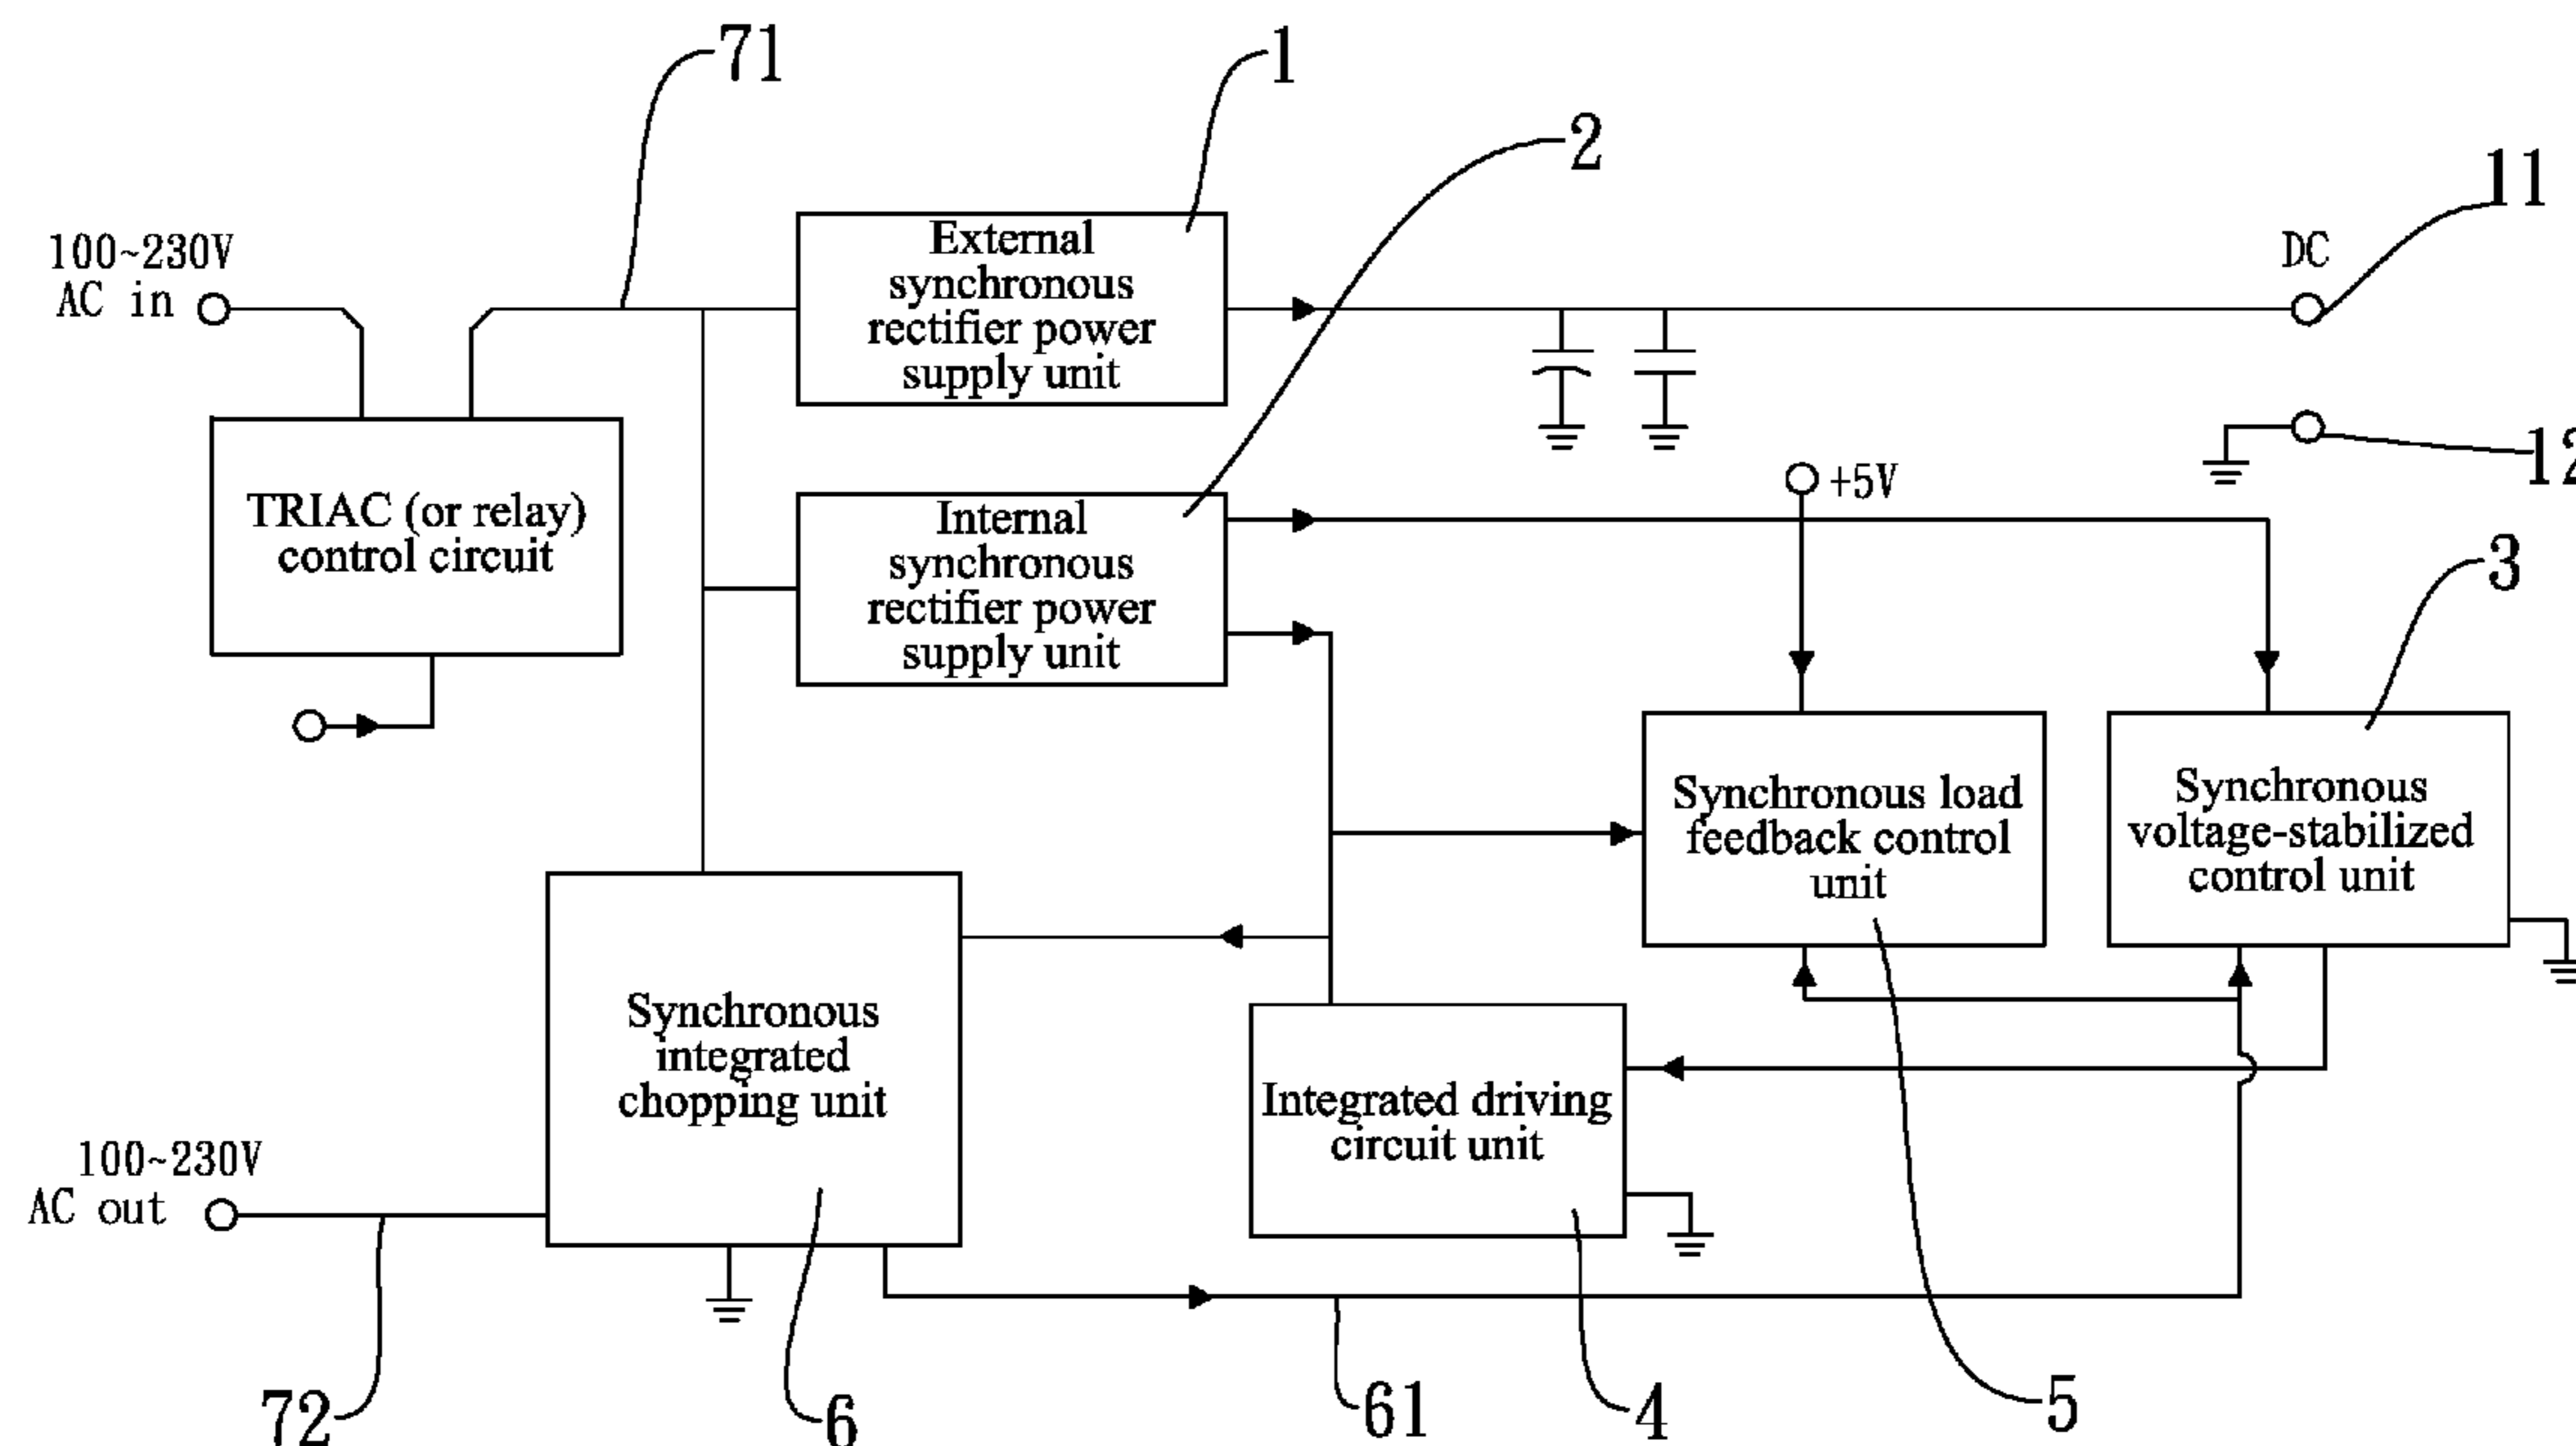 71
1
2
11
100~230V
AC in
External
synchronous
rectifier power
supply unit
DC
12
TRIAC (or relay)
control circuit
Internal
synchronous
rectifier power
supply unit
+5V
3
Synchronous load
feedback control
unit
Synchronous
voltage-stabilized
control unit
Synchronous
integrated
chopping unit
Integrated driving
circuit unit
100~230V
AC out
72
6
61
4
5